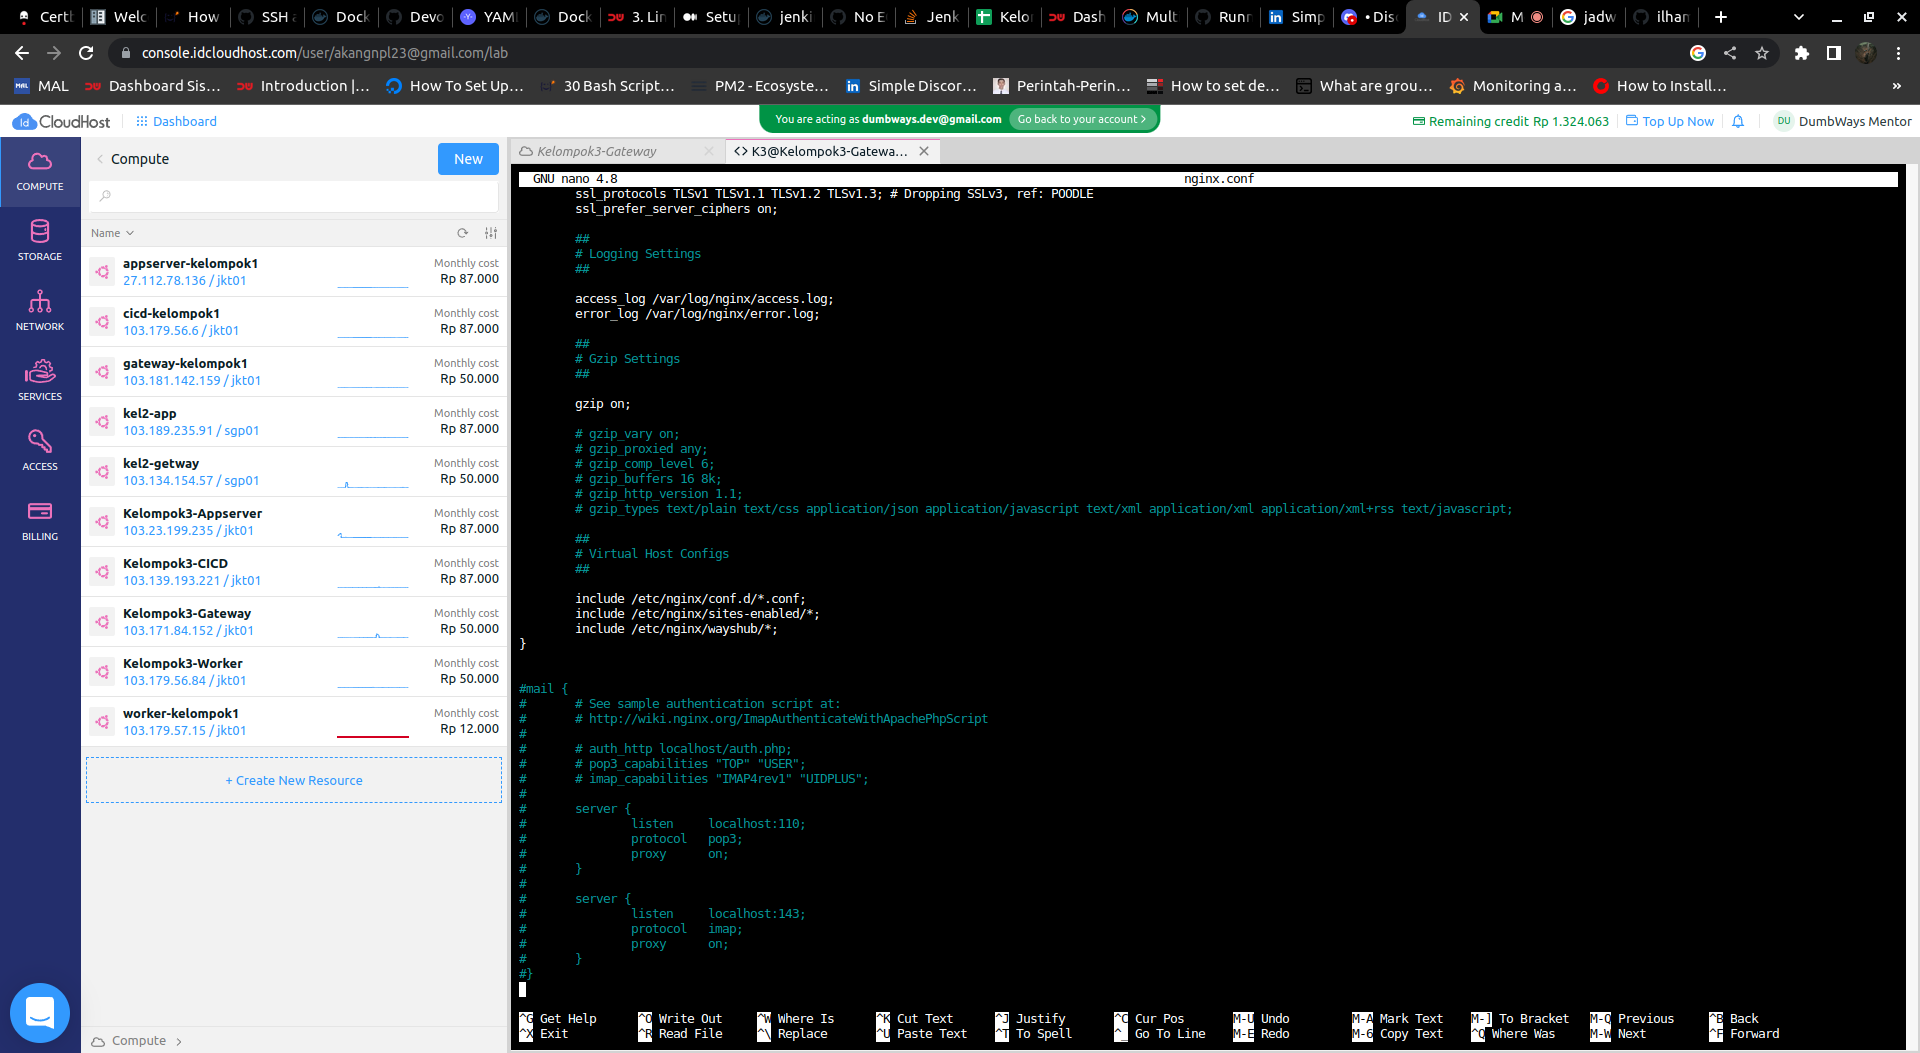 Certb
Welc
How
SSH a
Dock
Devo
YAM
Dock
3. Lin
Setu
jenki
No E
Jenk
Kelo
Dash
Mult
Runn
Simp
• Disc
ID
M
jadw
ilham
console.idcloudhost.com/user/akangnpl23@gmail.com/lab
MAL
Dashboard Sis...
Introduction |...
How To Set Up...
30 Bash Script...
PM2 - Ecosyste...
Simple Discor...
Perintah-Perin...
How to set de...
What are grou...
Monitoring a...
How to Install...
»
Id CloudHost
Dashboard
You are acting as dumbways.dev@gmail.com
Go back to your account >
Remaining credit Rp 1.324.063
Top Up Now
DU
DumbWays Mentor
COMPUTE
STORAGE
NETWORK
SERVICES
ACCESS
BILLING
Compute
New
Name
appserver-kelompok1
27.112.78.136 / jkt01
Monthly cost
Rp 87.000
cicd-kelompok1
103.179.56.6 / jkt01
Monthly cost
Rp 87.000
gateway-kelompok1
103.181.142.159 / jkt01
Monthly cost
Rp 50.000
kel2-app
103.189.235.91 / sgp01
Monthly cost
Rp 87.000
kel2-getway
103.134.154.57 / sgp01
Monthly cost
Rp 50.000
Kelompok3-Appserver
103.23.199.235 / jkt01
Monthly cost
Rp 87.000
Kelompok3-CICD
103.139.193.221 / jkt01
Monthly cost
Rp 87.000
Kelompok3-Gateway
103.171.84.152 / jkt01
Monthly cost
Rp 50.000
Kelompok3-Worker
103.179.56.84 / jkt01
Monthly cost
Rp 50.000
worker-kelompok1
103.179.57.15 / jkt01
Monthly cost
Rp 12.000
+ Create New Resource
Compute >
Kelompok3-Gateway
<> K3@Kelompok3-Gatewa...
GNU nano 4.8 nginx.conf
ssl_protocols TLSv1 TLSv1.1 TLSv1.2 TLSv1.3; # Dropping SSLv3, ref: POODLE
ssl_prefer_server_ciphers on;
##
# Logging Settings
##
access_log /var/log/nginx/access.log;
error_log /var/log/nginx/error.log;
##
# Gzip Settings
##
gzip on;
# gzip_vary on;
# gzip_proxied any;
# gzip_comp_level 6;
# gzip_buffers 16 8k;
# gzip_http_version 1.1;
# gzip_types text/plain text/css application/json application/javascript text/xml application/xml application/xml+rss text/javascript;
##
# Virtual Host Configs
##
include /etc/nginx/conf.d/*.conf;
include /etc/nginx/sites-enabled/*;
include /etc/nginx/wayshub/*;
}
#mail {
# # See sample authentication script at:
# # http://wiki.nginx.org/ImapAuthenticateWithApachePhpScript
#
# # auth_http localhost/auth.php;
# # pop3_capabilities "TOP" "USER";
# # imap_capabilities "IMAP4rev1" "UIDPLUS";
#
# server {
# listen localhost:110;
# protocol pop3;
# proxy on;
# }
#
# server {
# listen localhost:143;
# protocol imap;
# proxy on;
# }
#}
^G Get Help ^O Write Out ^W Where Is ^K Cut Text ^J Justify ^C Cur Pos M-U Undo M-A Mark Text M-] To Bracket M-Q Previous ^B Back
^X Exit ^R Read File ^\ Replace ^U Paste Text ^T To Spell ^_ Go To Line M-E Redo M-6 Copy Text ^Q Where Was M-W Next ^F Forward